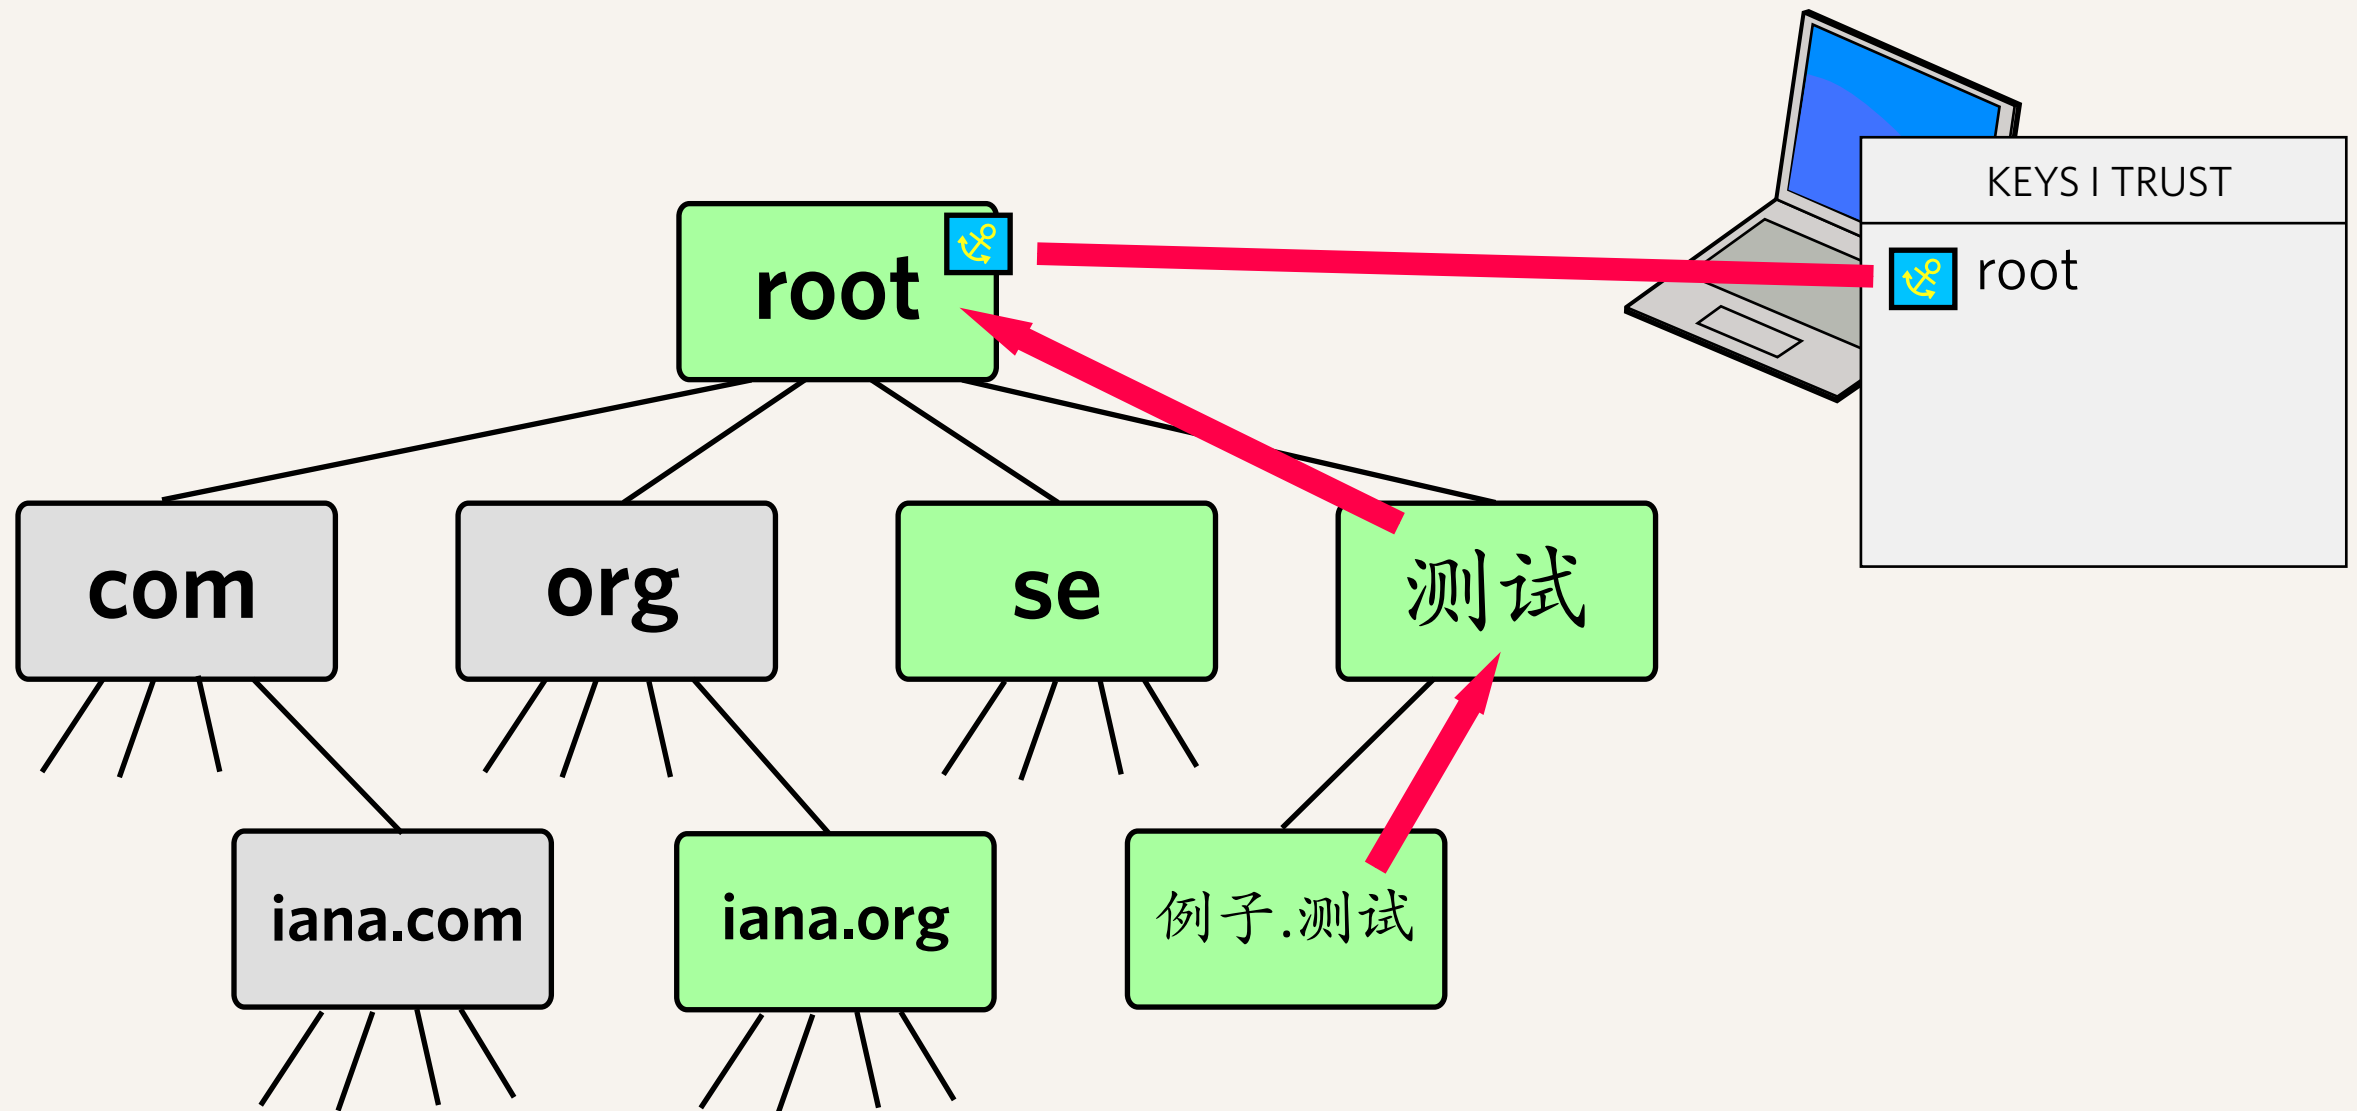 KEYS I TRUST
root
root
com
org
se
测试
iana.com
iana.org
例子.测试